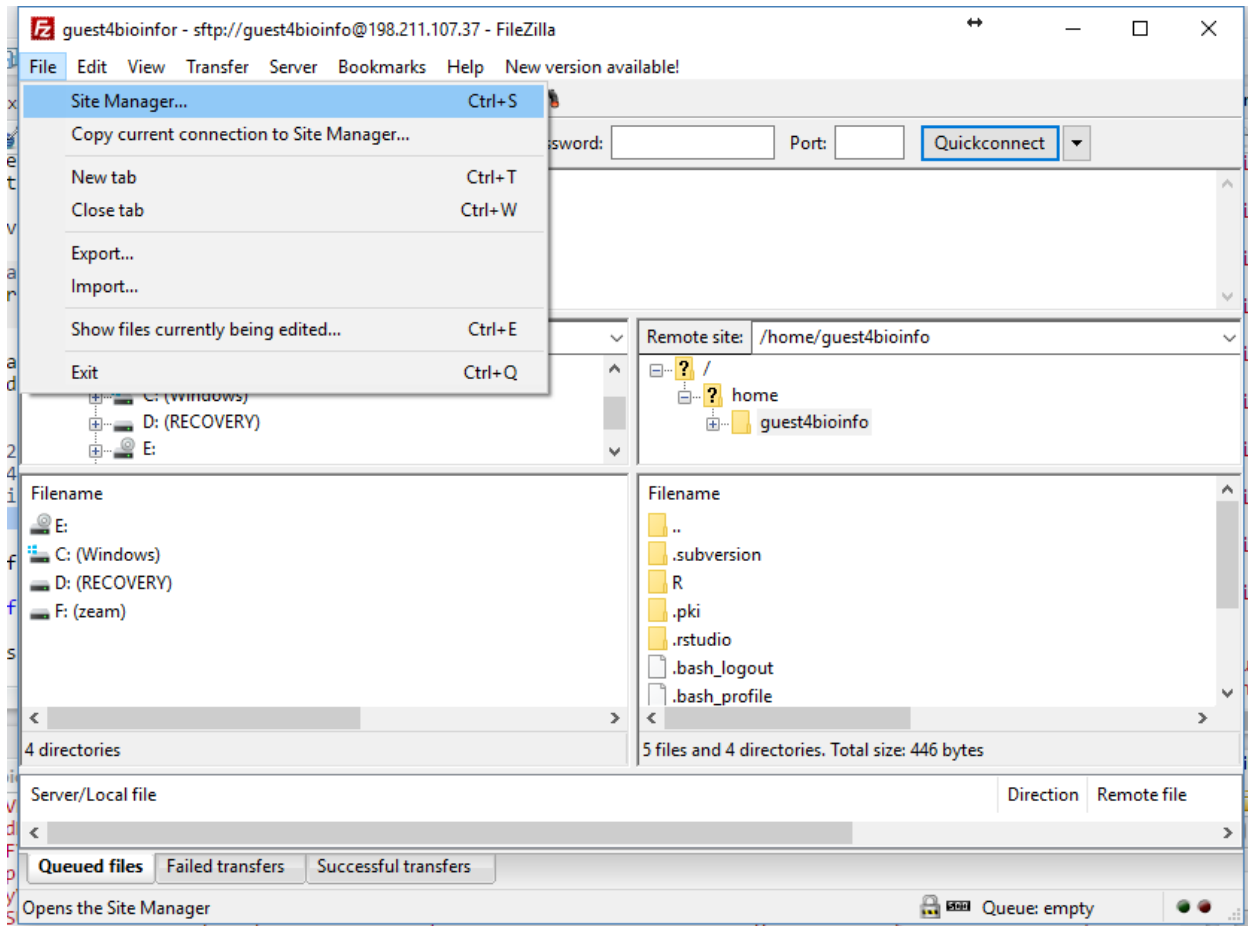 guest4bioinfor - sftp://guest4bioinfo@198.211.107.37 - FileZilla
File Edit View Transfer Server Bookmarks Help New version available!
Site Manager... Ctrl+S
Copy current connection to Site Manager...
New tab Ctrl+T
Close tab Ctrl+W
Export...
Import...
Show files currently being edited... Ctrl+E
Exit Ctrl+Q
ssword: Port: Quickconnect
C: (Windows)
D: (RECOVERY)
E:
Remote site: /home/guest4bioinfo
/
home
guest4bioinfo
Filename
E:
C: (Windows)
D: (RECOVERY)
F: (zeam)
4 directories
Filename
..
.subversion
R
.pki
.rstudio
.bash_logout
.bash_profile
5 files and 4 directories. Total size: 446 bytes
Server/Local file Direction Remote file
Queued files Failed transfers Successful transfers
Opens the Site Manager Queue: empty